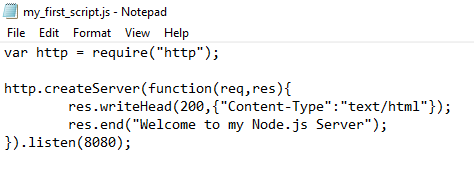 my_first_script.js - Notepad
File Edit Format View Help
var http = require("http");
http.createServer(function(req,res){
res.writeHead(200,{"Content-Type":"text/html"});
res.end("Welcome to my Node.js Server");
}).listen(8080);